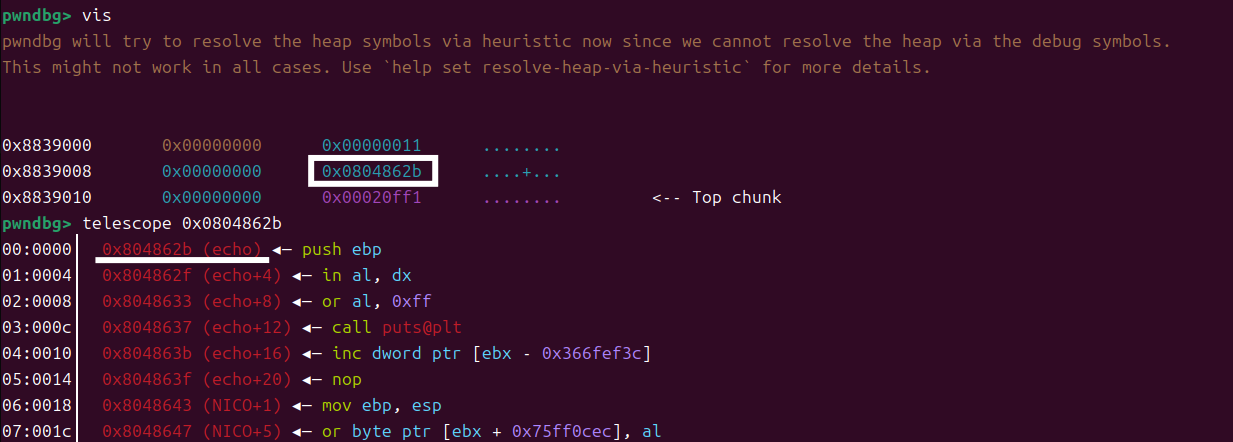 pwndbg> vis
pwndbg will try to resolve the heap symbols via heuristic now since we cannot resolve the heap via the debug symbols.
This might not work in all cases. Use `help set resolve-heap-via-heuristic` for more details.
0x8839000 0x00000000 0x00000011 ........
0x8839008 0x00000000 0x0804862b ....+...
0x8839010 0x00000000 0x00020ff1 ........ <-- Top chunk
pwndbg> telescope 0x0804862b
00:0000│ 0x804862b (echo) ◂— push ebp
01:0004│ 0x804862f (echo+4) ◂— in al, dx
02:0008│ 0x8048633 (echo+8) ◂— or al, 0xff
03:000c│ 0x8048637 (echo+12) ◂— call puts@plt
04:0010│ 0x804863b (echo+16) ◂— inc dword ptr [ebx - 0x366fef3c]
05:0014│ 0x804863f (echo+20) ◂— nop
06:0018│ 0x8048643 (NICO+1) ◂— mov ebp, esp
07:001c│ 0x8048647 (NICO+5) ◂— or byte ptr [ebx + 0x75ff0cec], al